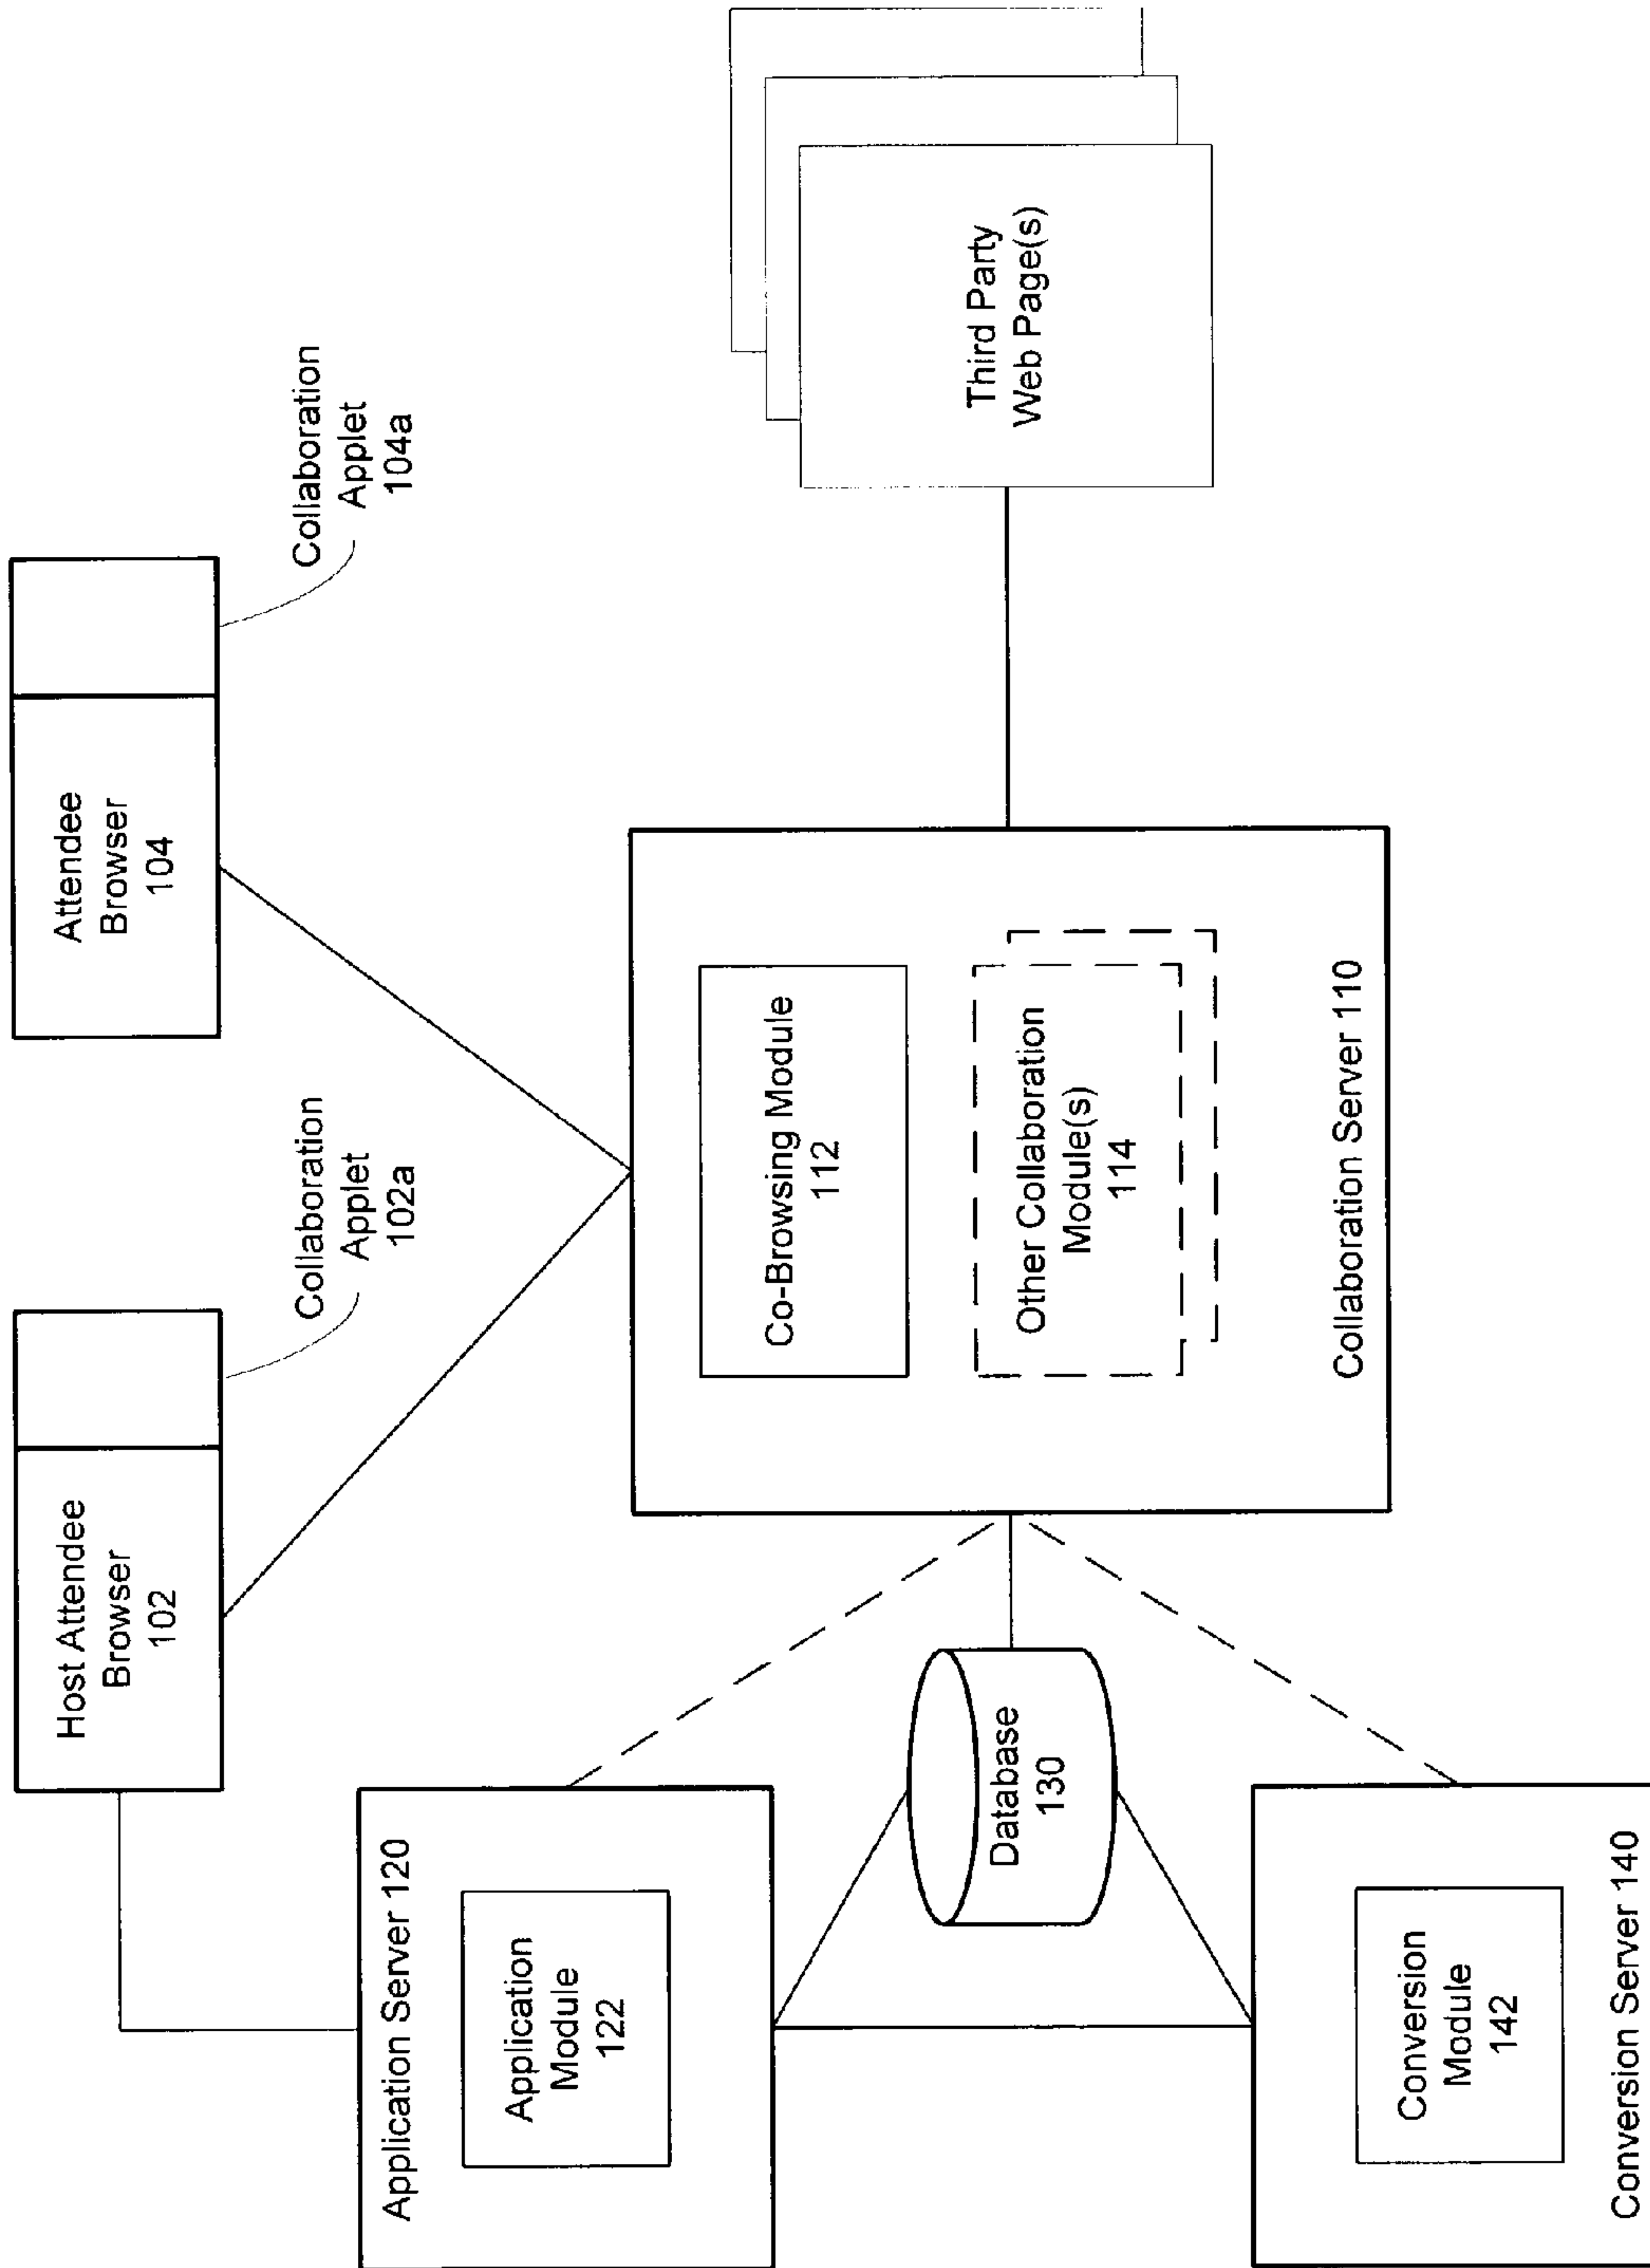 Host Attendee
Browser
102
Collaboration
Applet
102a
Attendee
Browser
104
Collaboration
Applet
104a
Application Server 120
Application
Module
122
Database
130
Conversion
Module
142
Conversion Server 140
Co-Browsing Module
112
Other Collaboration
Module(s)
114
Collaboration Server 110
Third Party
Web Page(s)